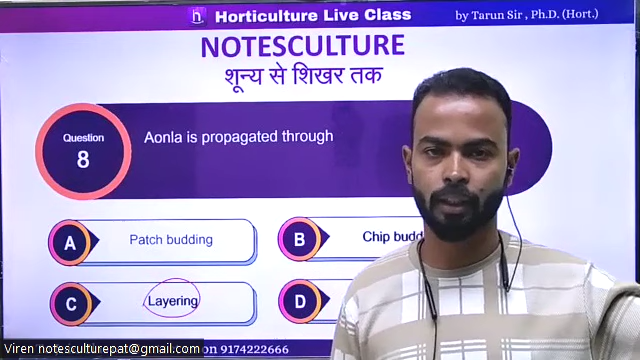 h Horticulture Live Class
by Tarun Sir , Ph.D. (Hort.)
NOTESCULTURE
शून्य से शिखर तक
Question
8
Aonla is propagated through
A
Patch budding
B
Chip
C
Layering
D
Viren notesculturepat@gmail.com
on 9174222666